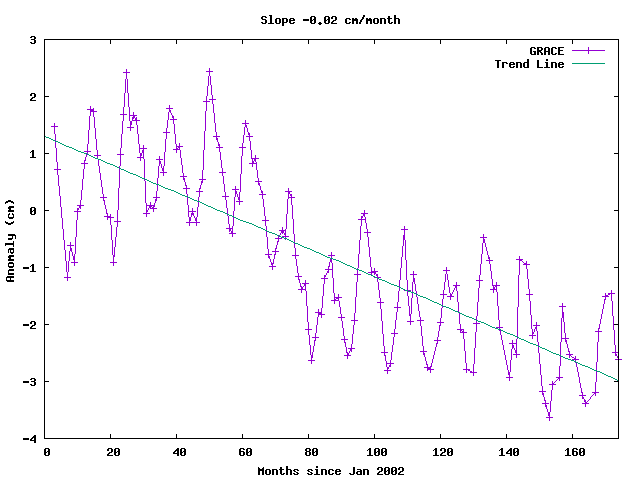 Slope -0.02 cm/month
GRACE
Trend Line
3
2
1
0
-1
-2
-3
-4
Anomaly (cm)
0 20 40 60 80 100 120 140 160
Months since Jan 2002